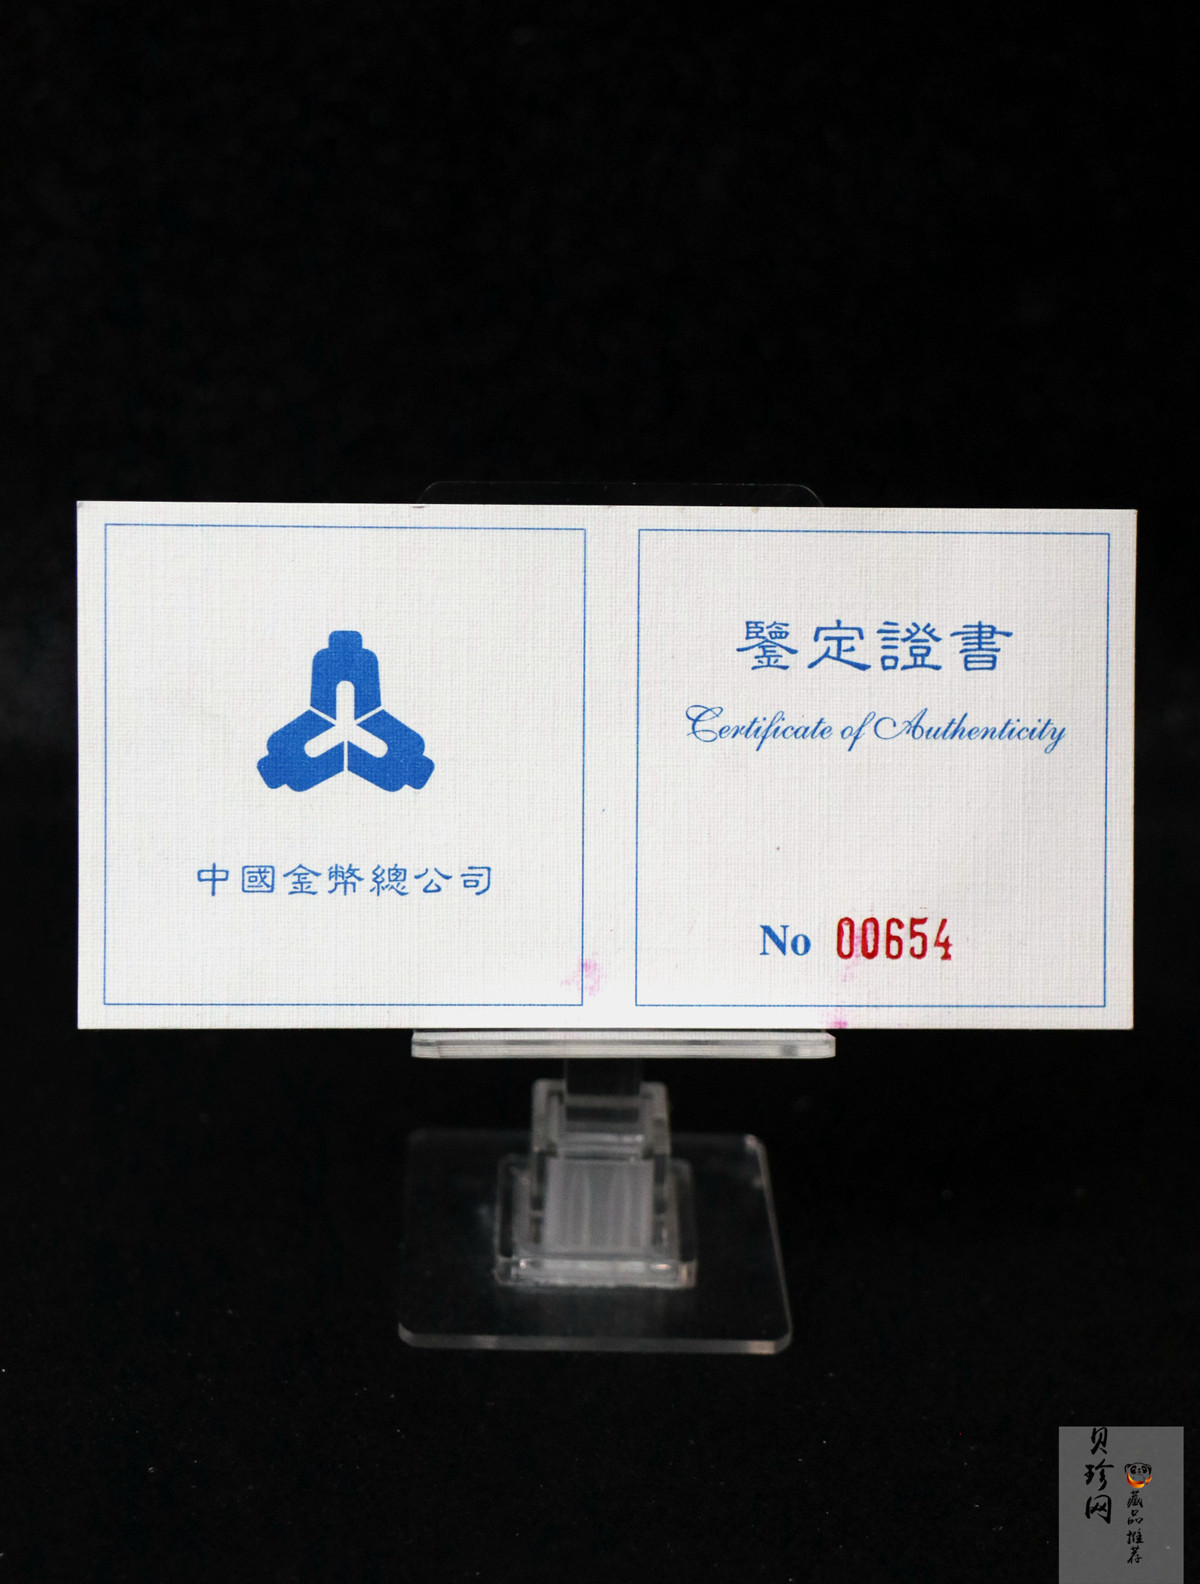 中國金幣總公司
鑒定證書
Certificate of Authenticity
No 00654
贝珍网
藏品推荐